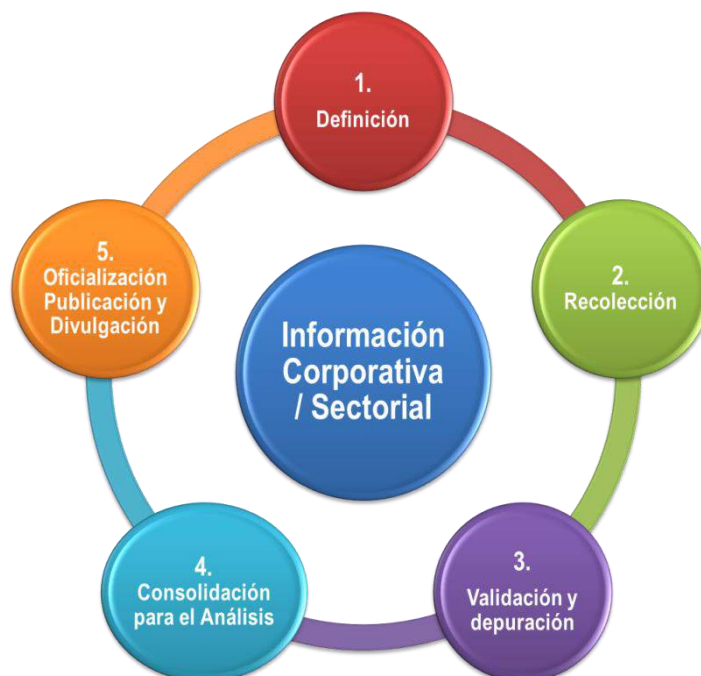 1.
Definición
2.
Recolección
3.
Validación y
depuración
4.
Consolidación
para el Análisis
5.
Oficialización
Publicación y
Divulgación
Información
Corporativa
/ Sectorial